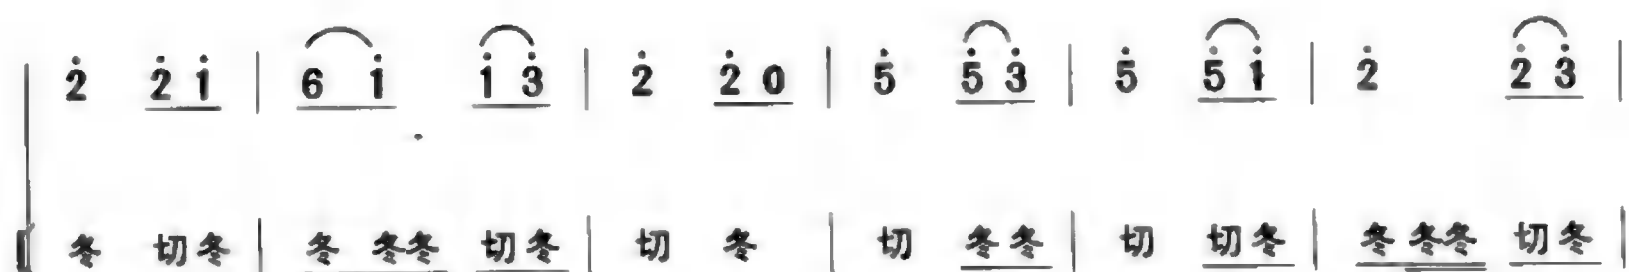 2̇ 2̇ 1̇ | 6 1̇ 1̇ 3̇ | 2̇ 2̇ 0 | 5̇ 5̇ 3̇ | 5̇ 5̇ 1̇ | 2̇ 2̇ 3̇ |
冬 切冬 | 冬 冬冬 切冬 | 切 冬 | 切 冬冬 | 切 切冬 | 冬 冬冬 切冬 |